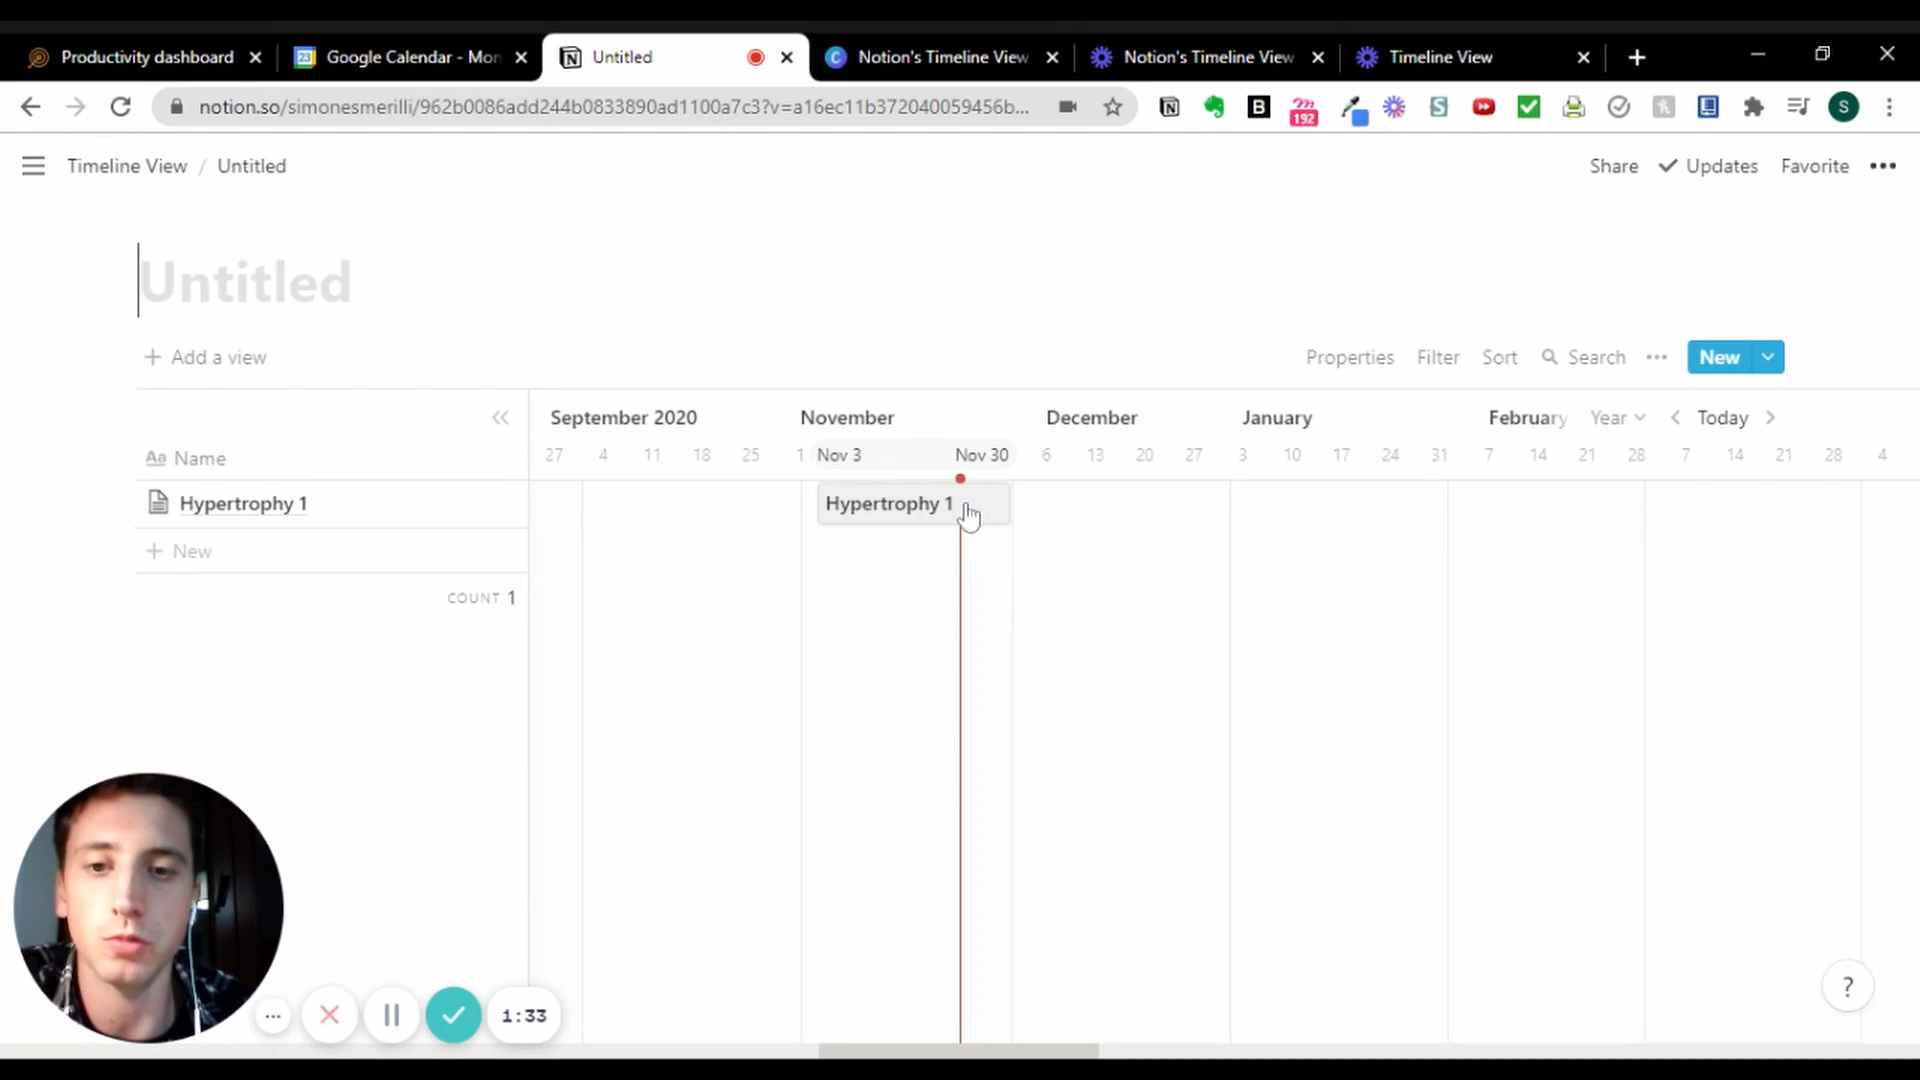 Productivity dashboard
Google Calendar - Mon
Untitled
Notion's Timeline View
Notion's Timeline View
Timeline View
notion.so/simonesmerilli/962b0086add244b0833890ad1100a7c3?v=a16ec11b372040059456b...
B
192
S
Timeline View / Untitled
Share
Updates
Favorite
Untitled
+ Add a view
Properties
Filter
Sort
Search
New
September 2020
November
December
January
February
Year
Today
Aa Name
27 4 11 18 25 1 Nov 3 Nov 30 6 13 20 27 3 10 17 24 31 7 14 21 28 7 14 21 28 4
Hypertrophy 1
Hypertrophy 1
+ New
COUNT 1
1:33
?